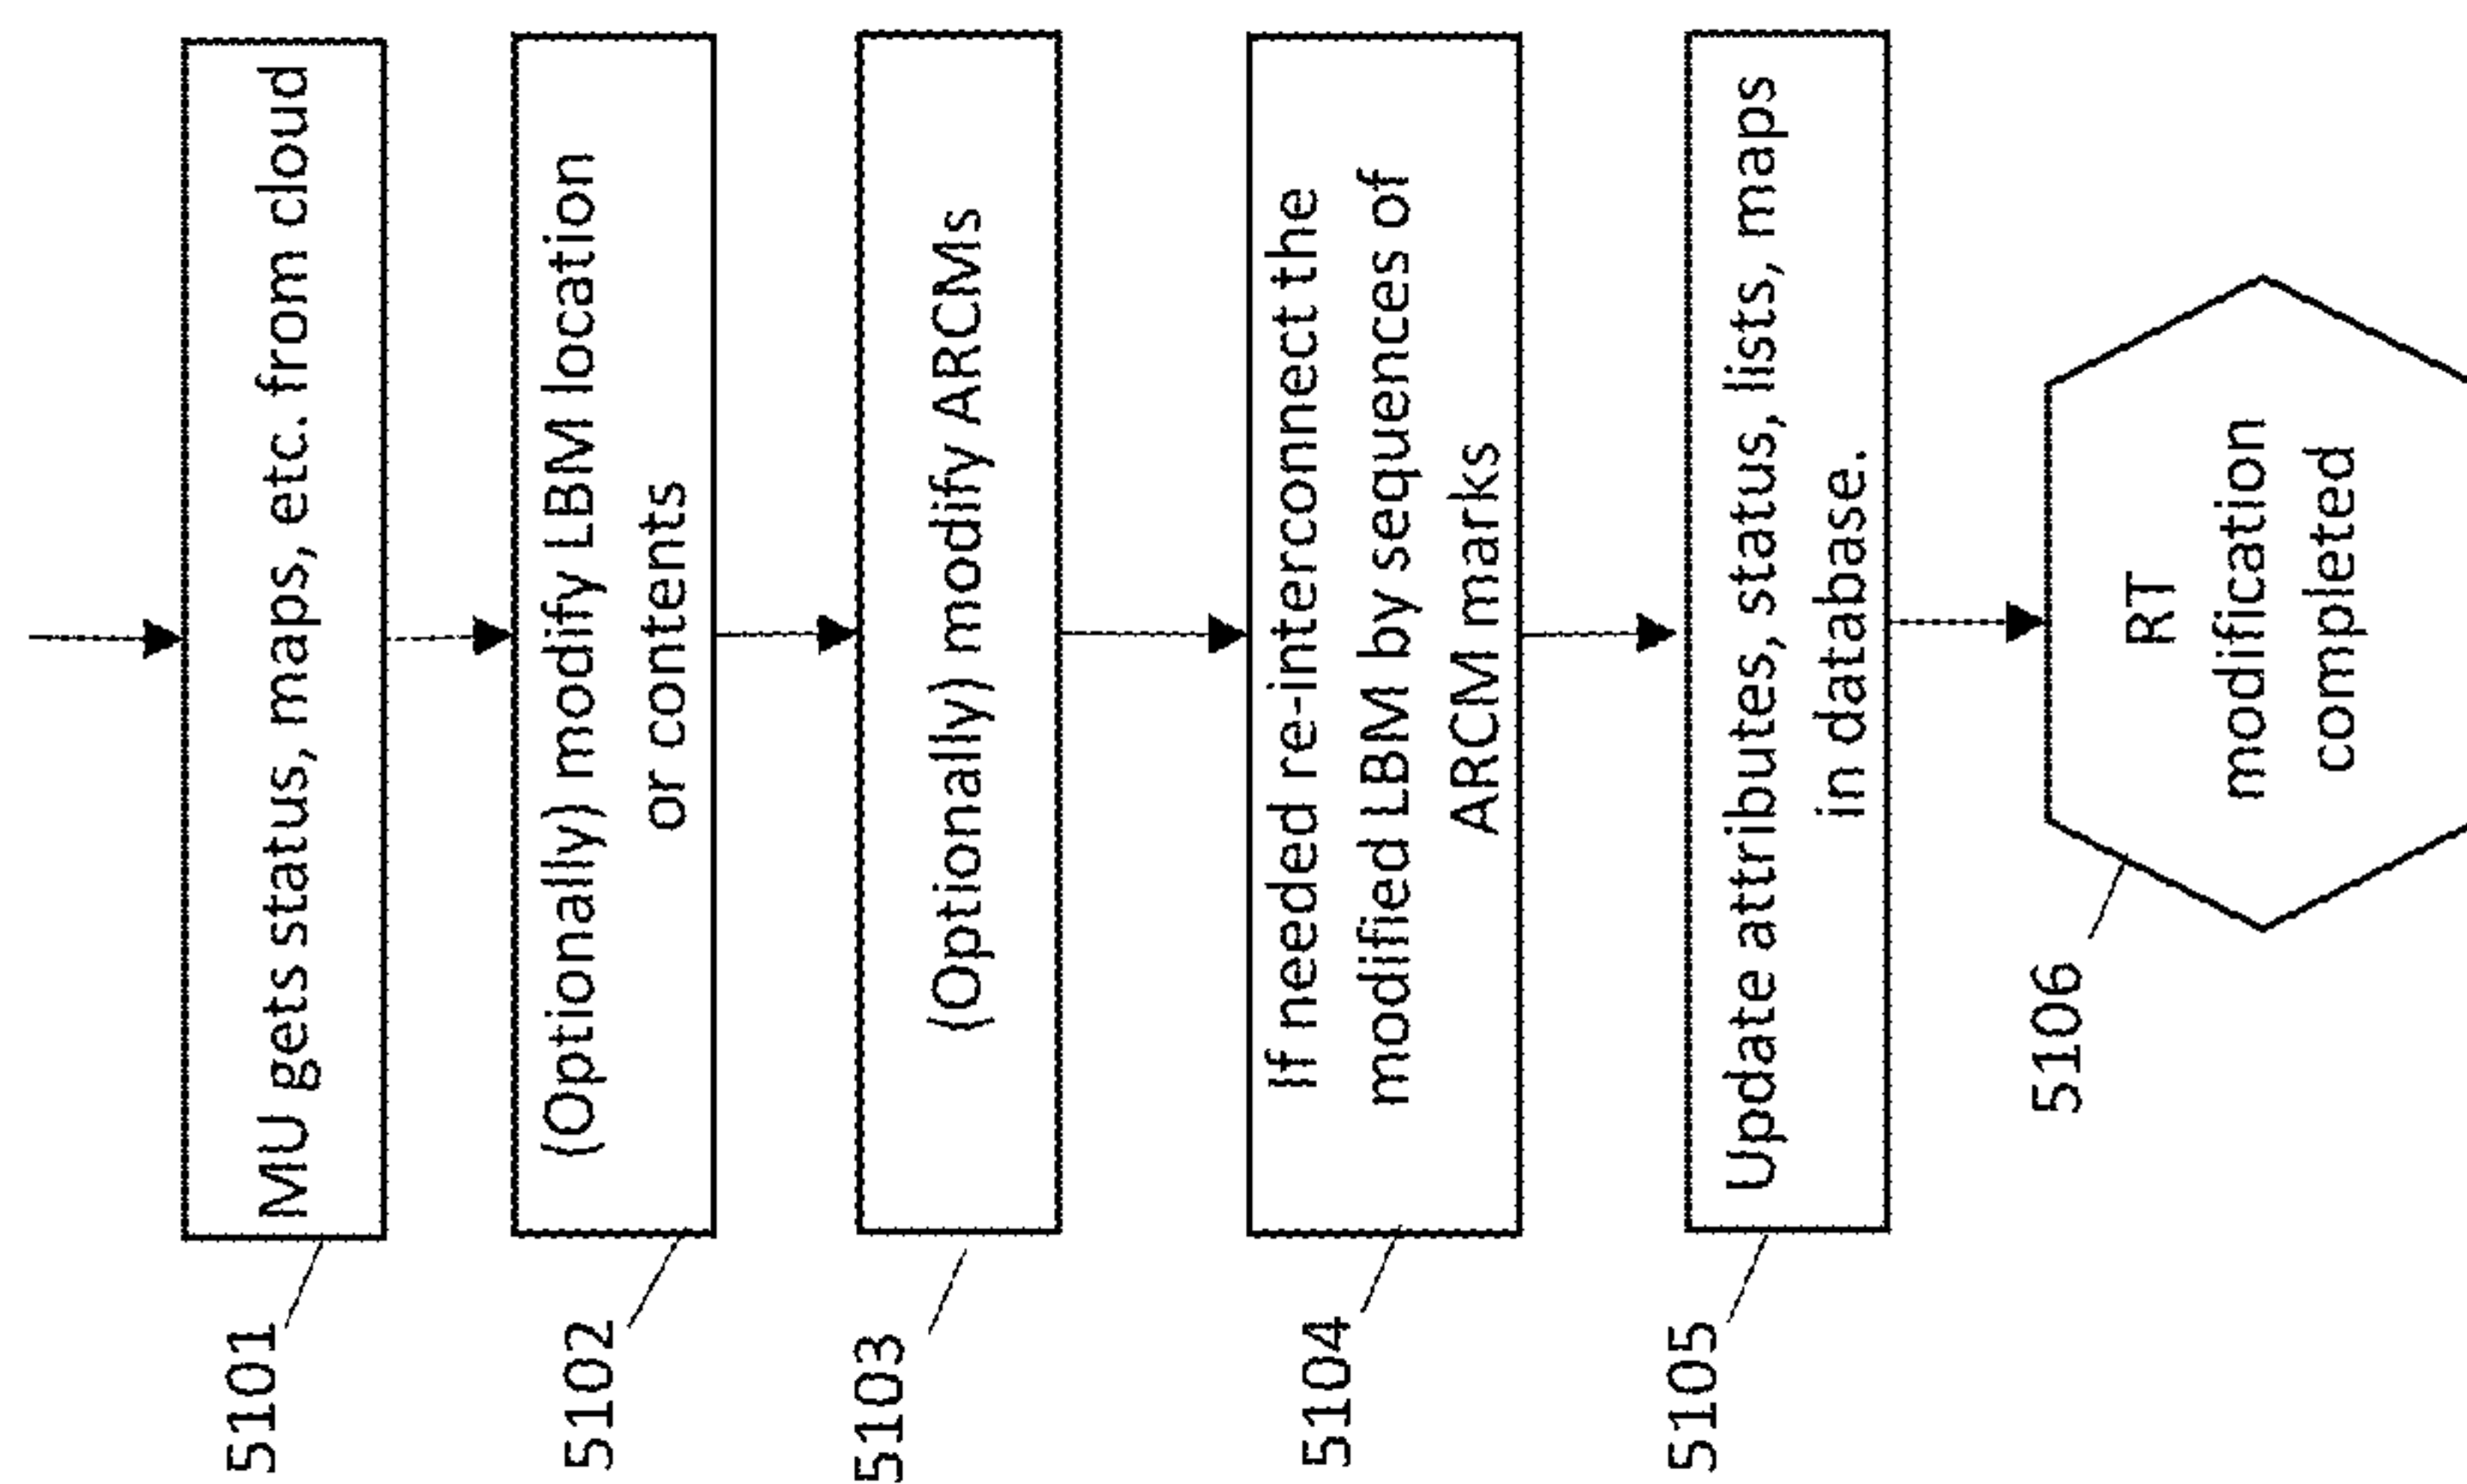 5101
MU gets status, maps, etc. from cloud
5102
(Optionally) modify LBM location
or contents
5103
(Optionally) modify ARCMs
5104
If needed re-interconnect the
modified LBM by sequences of
ARCM marks
5105
Update attributes, status, lists, maps
in database.
5106
RT
modification
completed